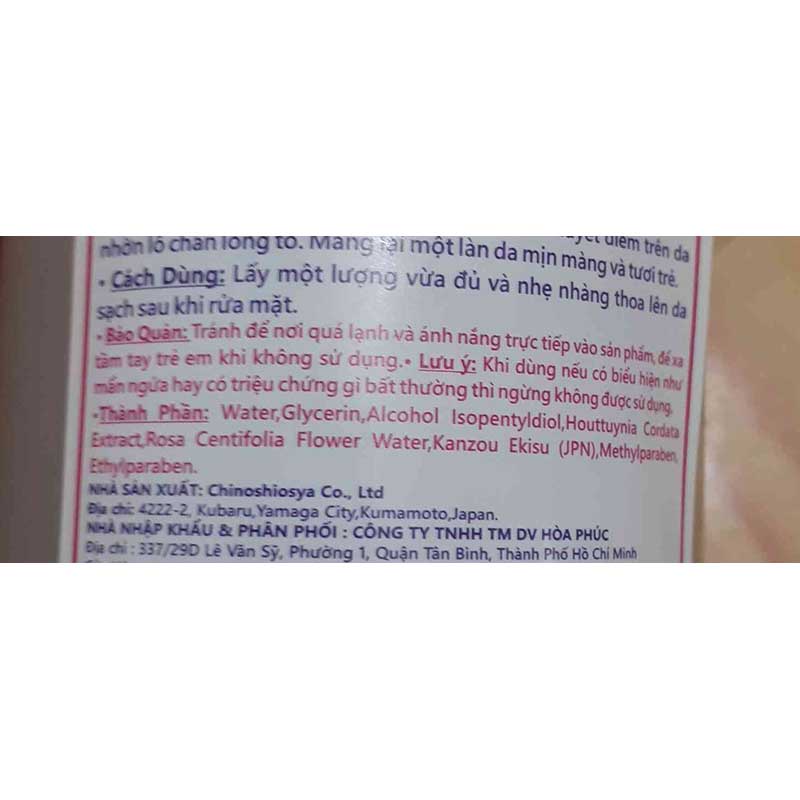 điểm trên da
nhờn lỗ chân lông to. Mang lại một làn da mịn màng và tươi trẻ.
• Cách Dùng: Lấy một lượng vừa đủ và nhẹ nhàng thoa lên da
sạch sau khi rửa mặt.
• Bảo Quản: Tránh để nơi quá lạnh và ánh nắng trực tiếp vào sản phẩm, để xa
tầm tay trẻ em khi không sử dụng.• Lưu ý: Khi dùng nếu có biểu hiện như
mẩn ngứa hay có triệu chứng gì bất thường thì ngừng không được sử dụng.
•Thành Phần: Water,Glycerin,Alcohol Isopentyldiol,Houttuynia Cordata
Extract,Rosa Centifolia Flower Water,Kanzou Ekisu (JPN),Methylparaben,
Ethylparaben.
NHÀ SẢN XUẤT: Chinoshiosya Co., Ltd
Địa chỉ: 4222-2, Kubaru,Yamaga City,Kumamoto,Japan.
NHÀ NHẬP KHẨU & PHÂN PHỐI : CÔNG TY TNHH TM DV HÒA PHÚC
Địa chỉ : 337/29D Lê Văn Sỹ, Phường 1, Quận Tân Bình, Thành Phố Hồ Chí Minh